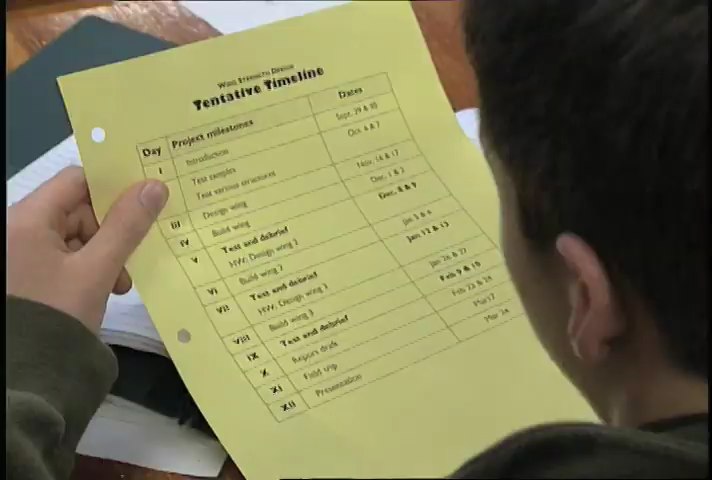 WING STRENGTH DESIGN
Tentative Timeline
Day Project milestones Dates
I Introduction Sept. 29 & 30
Test samples Oct. 6 & 7
Test various structures
III Design wing Nov. 16 & 17
IV Build wing Dec. 1 & 2
V Test and debrief Dec. 8 & 9
HW: Design wing 2
VI Build wing 2 Jan 5 & 6
VII Test and debrief Jan 12 & 13
HW: Design wing 3
VIII Build wing 3 Jan 26 & 27
IX Test and debrief Feb 9 & 10
X Report draft Feb 23 & 24
XI Field trip Mar 17
XII Presentation Mar 24